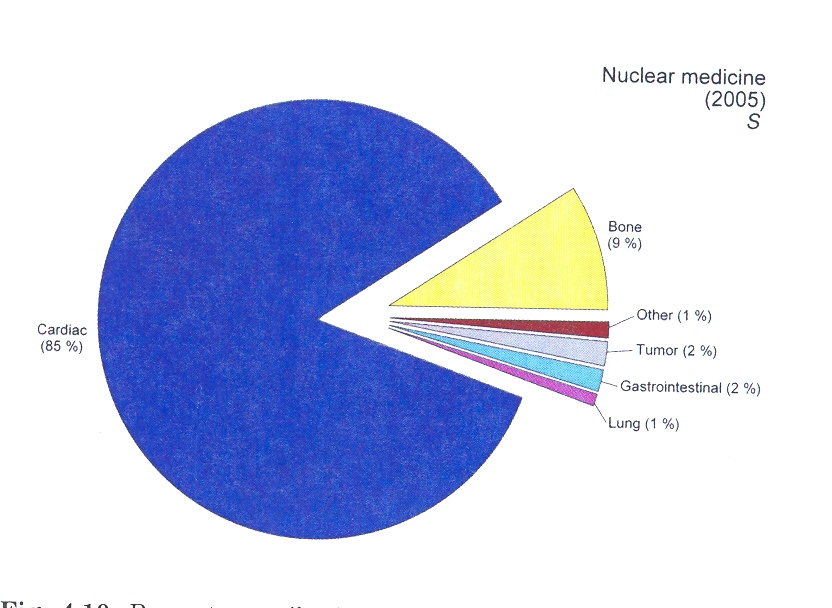 Nuclear medicine
(2005)
S
Bone
(9 %)
Other (1 %)
Cardiac
(85 %)
Tumor (2 %)
Gastrointestinal (2 %)
Lung (1 %)